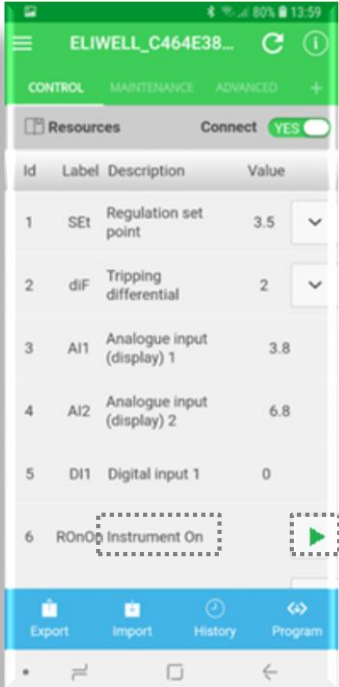 80% 13:59
ELIWELL_C464E38...
CONTROL MAINTENANCE ADVANCED +
Resources Connect YES
Id Label Description Value
1 SEt Regulation set point 3.5
2 diF Tripping differential 2
3 AI1 Analogue input (display) 1 3.8
4 AI2 Analogue input (display) 2 6.8
5 DI1 Digital input 1 0
6 ROnOp Instrument On
Export Import History Program